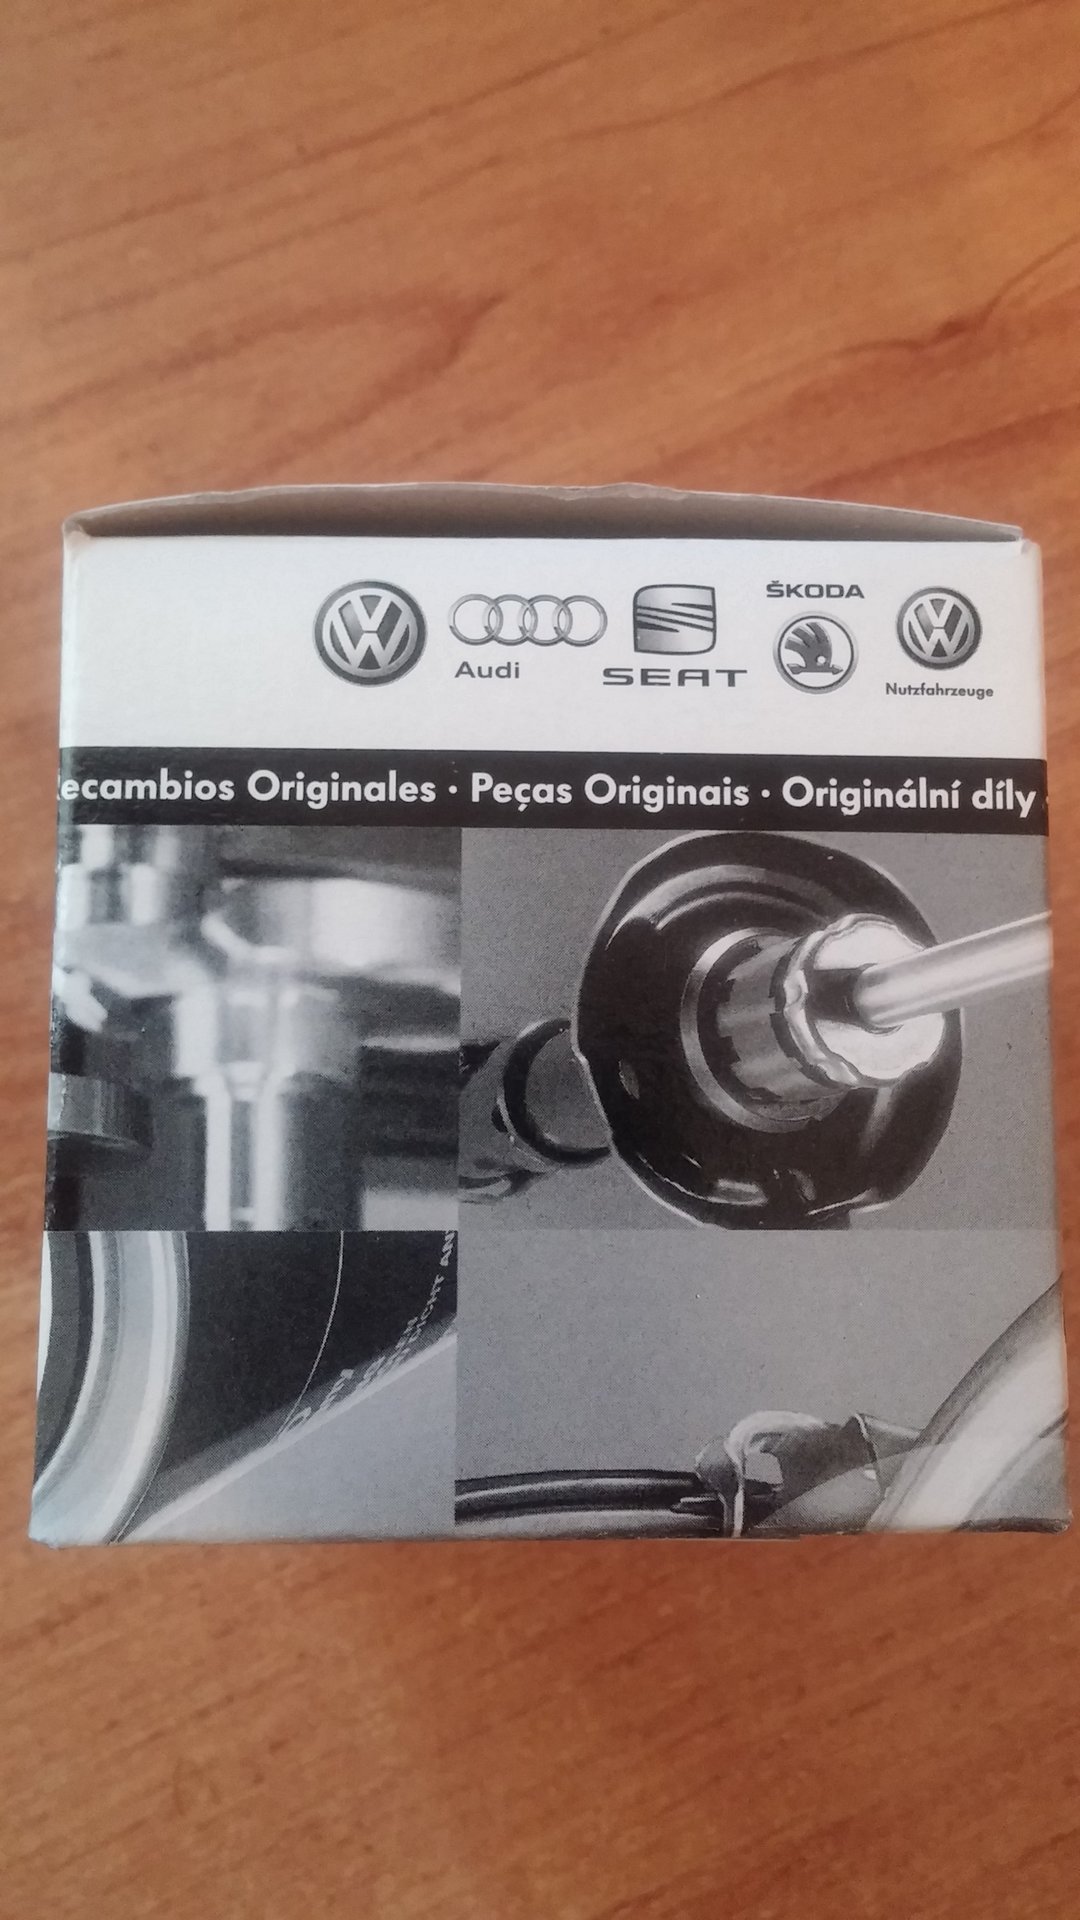 ŠKODA
Audi
SEAT
Nutzfahrzeuge
ecambios Originales · Peças Originais · Originální díly